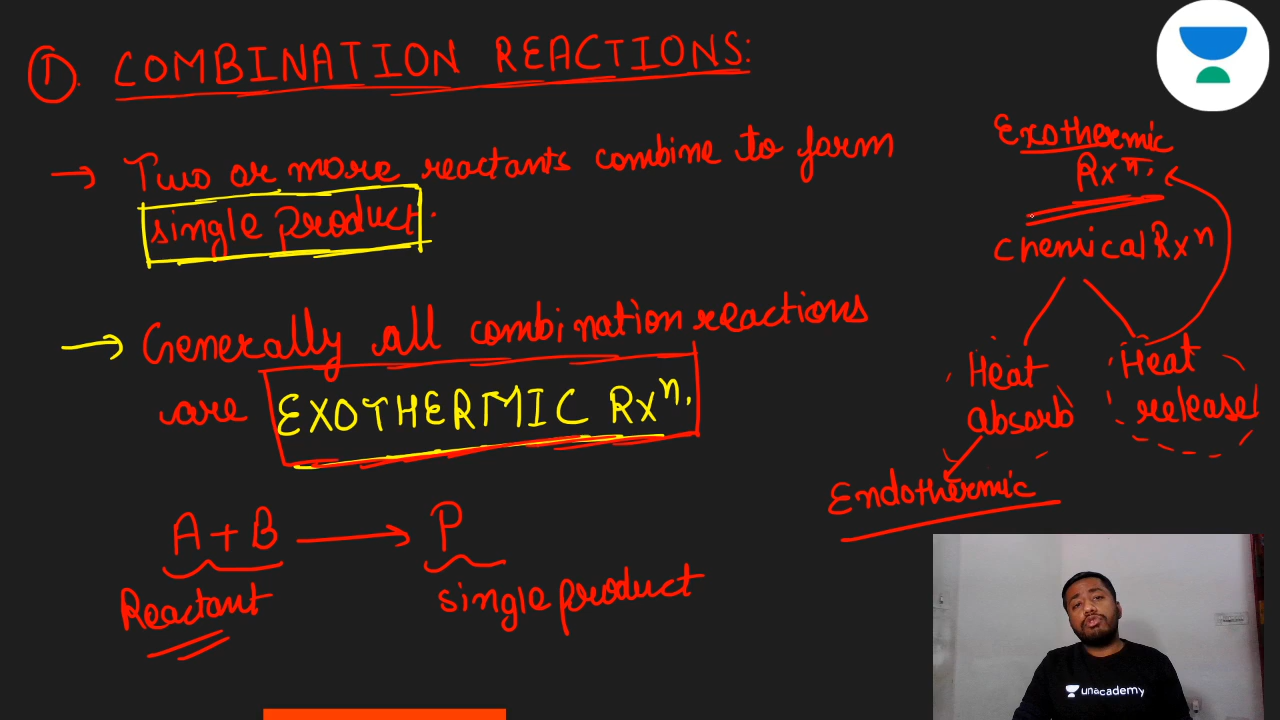 1. COMBINATION REACTIONS:
→ Two or more reactants combine to form
single product.
→ Generally all combination reactions
are EXOTHERMIC Rxn.
A + B → P
Reactant
single product
Exothermic
Rxn.
Chemical Rxn
Heat
absorb
Heat
release
Endothermic
unacademy